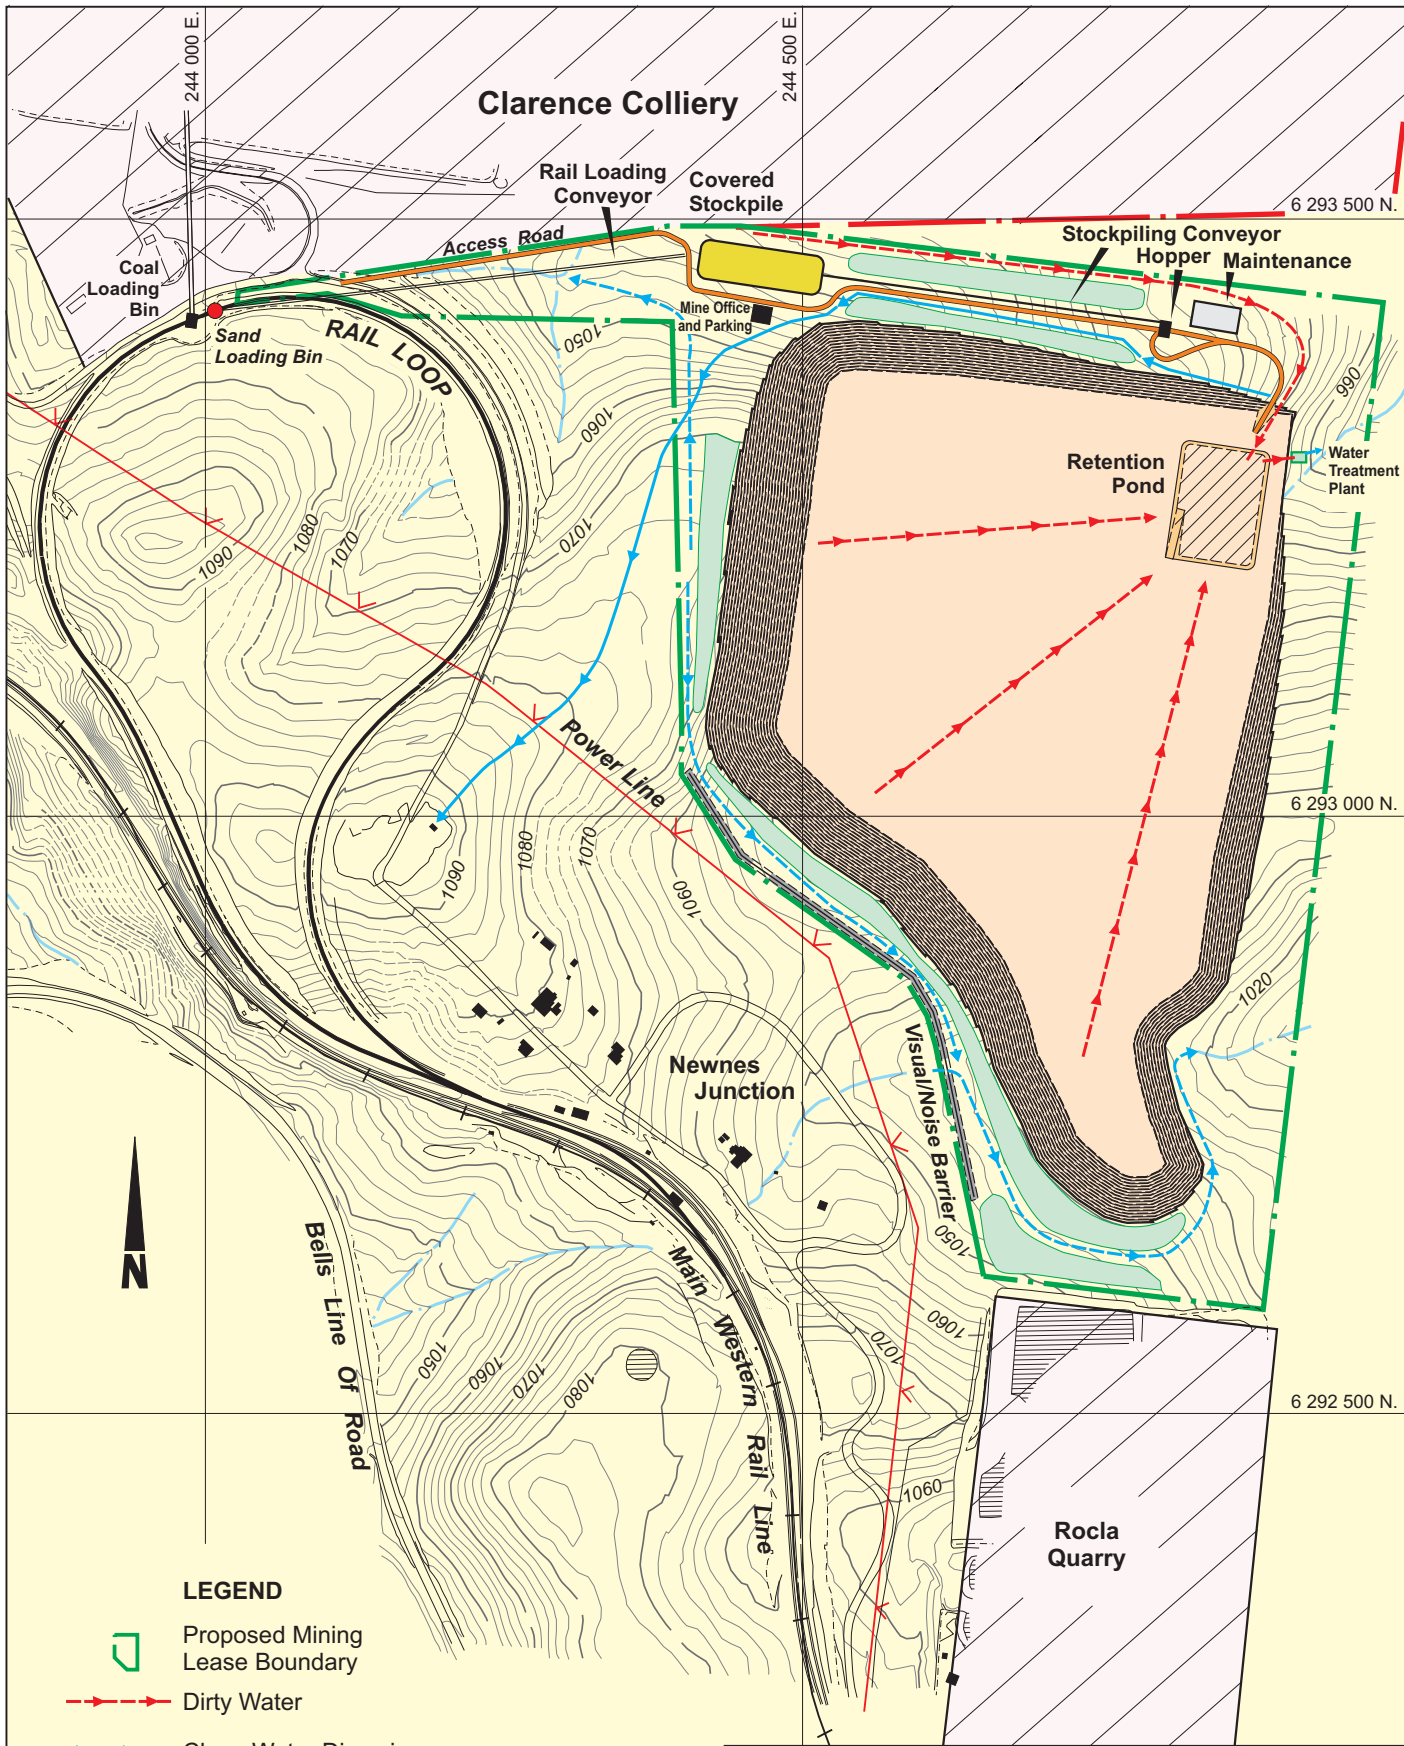 244 000 E.
244 500 E.
Clarence Colliery
Rail Loading
Conveyor
Covered
Stockpile
6 293 500 N.
Access Road
Stockpiling Conveyor
Hopper
Maintenance
Coal
Loading
Bin
Sand
Loading Bin
RAIL LOOP
Mine Office
and Parking
1050
990
1060
Retention
Pond
Water
Treatment
Plant
1070
1080
1070
1090
Power Line
6 293 000 N.
1090
1080
1070
1060
1020
Newnes
Junction
Visual/Noise Barrier
1050
Bells Line Of Road
Main Western Rail Line
1050
1060
1070
1080
1060
1070
6 292 500 N.
1060
Rocla
Quarry
N
LEGEND
Proposed Mining
Lease Boundary
Dirty Water